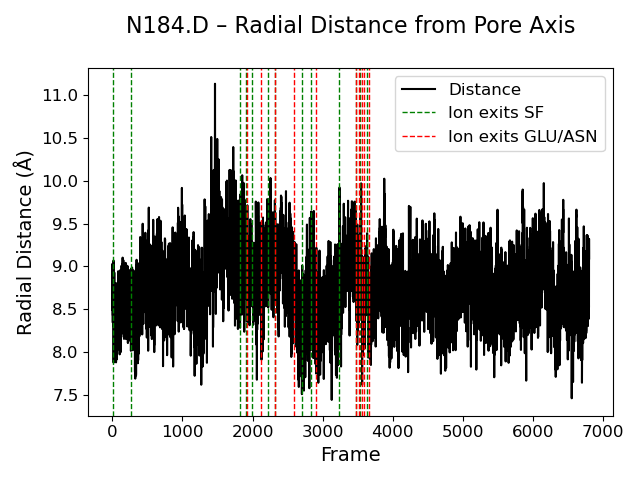 N184.D – Radial Distance from Pore Axis
Distance
Ion exits SF
Ion exits GLU/ASN
Radial Distance (Å)
11.0
10.5
10.0
9.5
9.0
8.5
8.0
7.5
0 1000 2000 3000 4000 5000 6000 7000
Frame